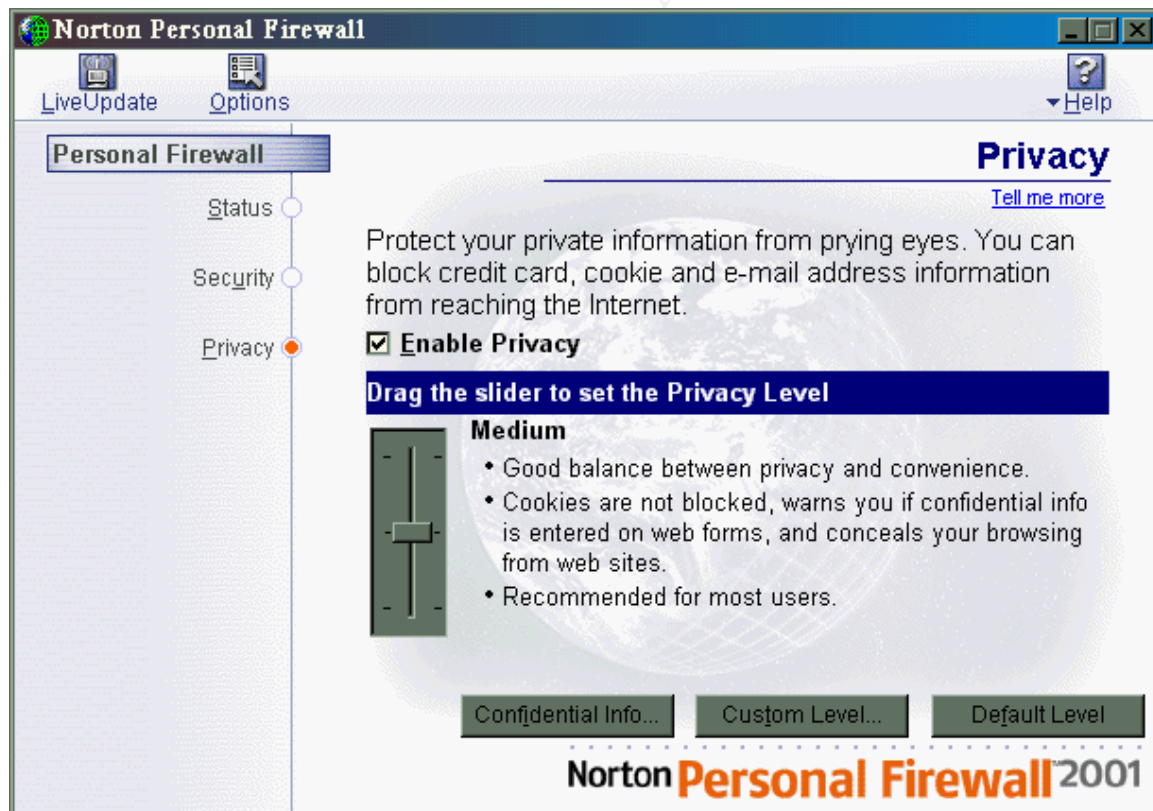 Norton Personal Firewall
LiveUpdate Options Help
Personal Firewall
Privacy
Tell me more
Status
Security
Privacy
Protect your private information from prying eyes. You can
block credit card, cookie and e-mail address information
from reaching the Internet.
Enable Privacy
Drag the slider to set the Privacy Level
Medium
• Good balance between privacy and convenience.
• Cookies are not blocked, warns you if confidential info
is entered on web forms, and conceals your browsing
from web sites.
• Recommended for most users.
Confidential Info... Custom Level... Default Level
Norton Personal Firewall™2001